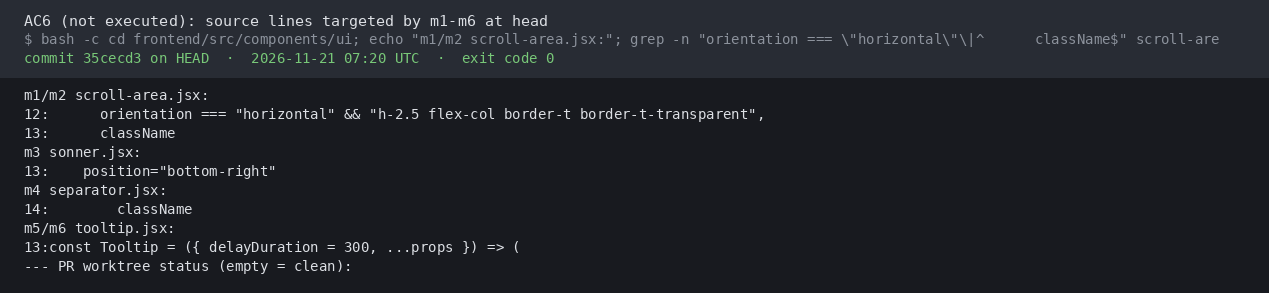 AC6 (not executed): source lines targeted by m1-m6 at head
$ bash -c cd frontend/src/components/ui; echo "m1/m2 scroll-area.jsx:"; grep -n "orientation === \"horizontal\"\|^      className$" scroll-are
commit 35cecd3 on HEAD  ·  2026-11-21 07:20 UTC  ·  exit code 0
m1/m2 scroll-area.jsx:
12:      orientation === "horizontal" && "h-2.5 flex-col border-t border-t-transparent",
13:      className
m3 sonner.jsx:
13:    position="bottom-right"
m4 separator.jsx:
14:        className
m5/m6 tooltip.jsx:
13:const Tooltip = ({ delayDuration = 300, ...props }) => (
--- PR worktree status (empty = clean):